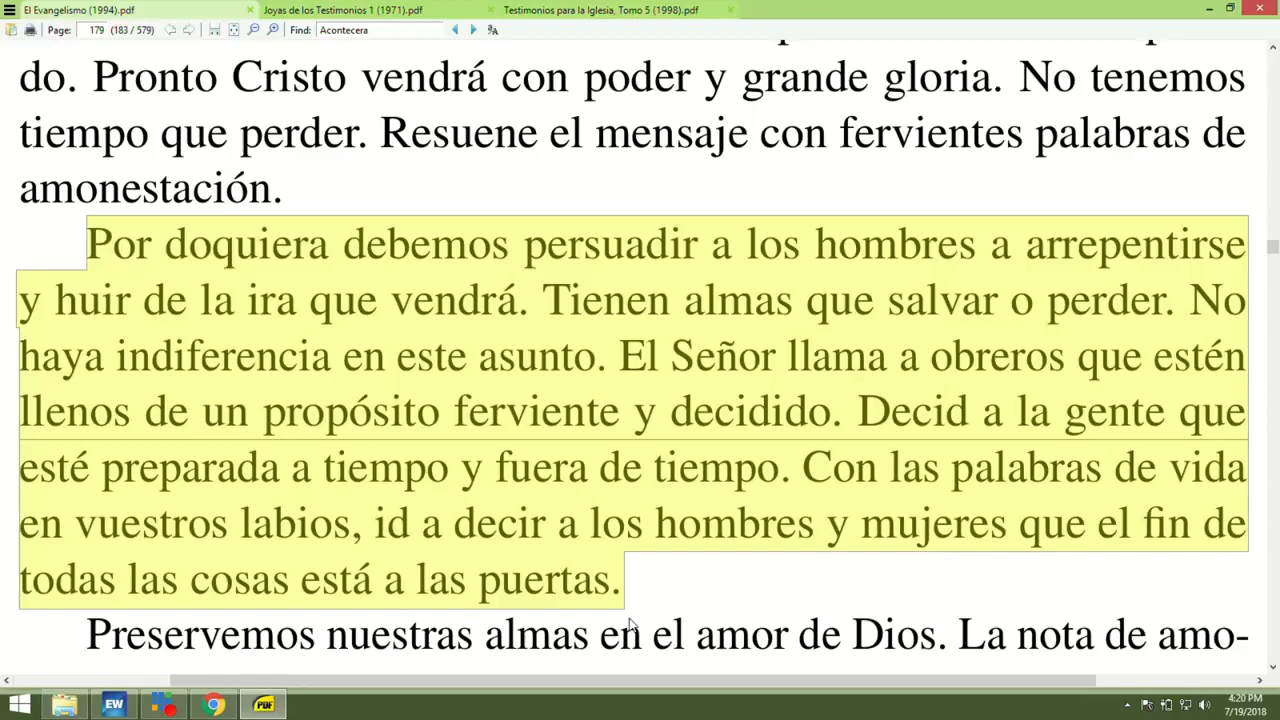 El Evangelismo (1994).pdf
Joyas de los Testimonios 1 (1971).pdf
Testimonios para la Iglesia, Tomo 5 (1998).pdf
Page: 179 (183 / 579) Find: Acontecera
do. Pronto Cristo vendrá con poder y grande gloria. No tenemos
tiempo que perder. Resuene el mensaje con fervientes palabras de
amonestación.
Por doquiera debemos persuadir a los hombres a arrepentirse
y huir de la ira que vendrá. Tienen almas que salvar o perder. No
haya indiferencia en este asunto. El Señor llama a obreros que estén
llenos de un propósito ferviente y decidido. Decid a la gente que
esté preparada a tiempo y fuera de tiempo. Con las palabras de vida
en vuestros labios, id a decir a los hombres y mujeres que el fin de
todas las cosas está a las puertas.
Preservemos nuestras almas en el amor de Dios. La nota de amo-
EW
PDF
4:20 PM
7/19/2018